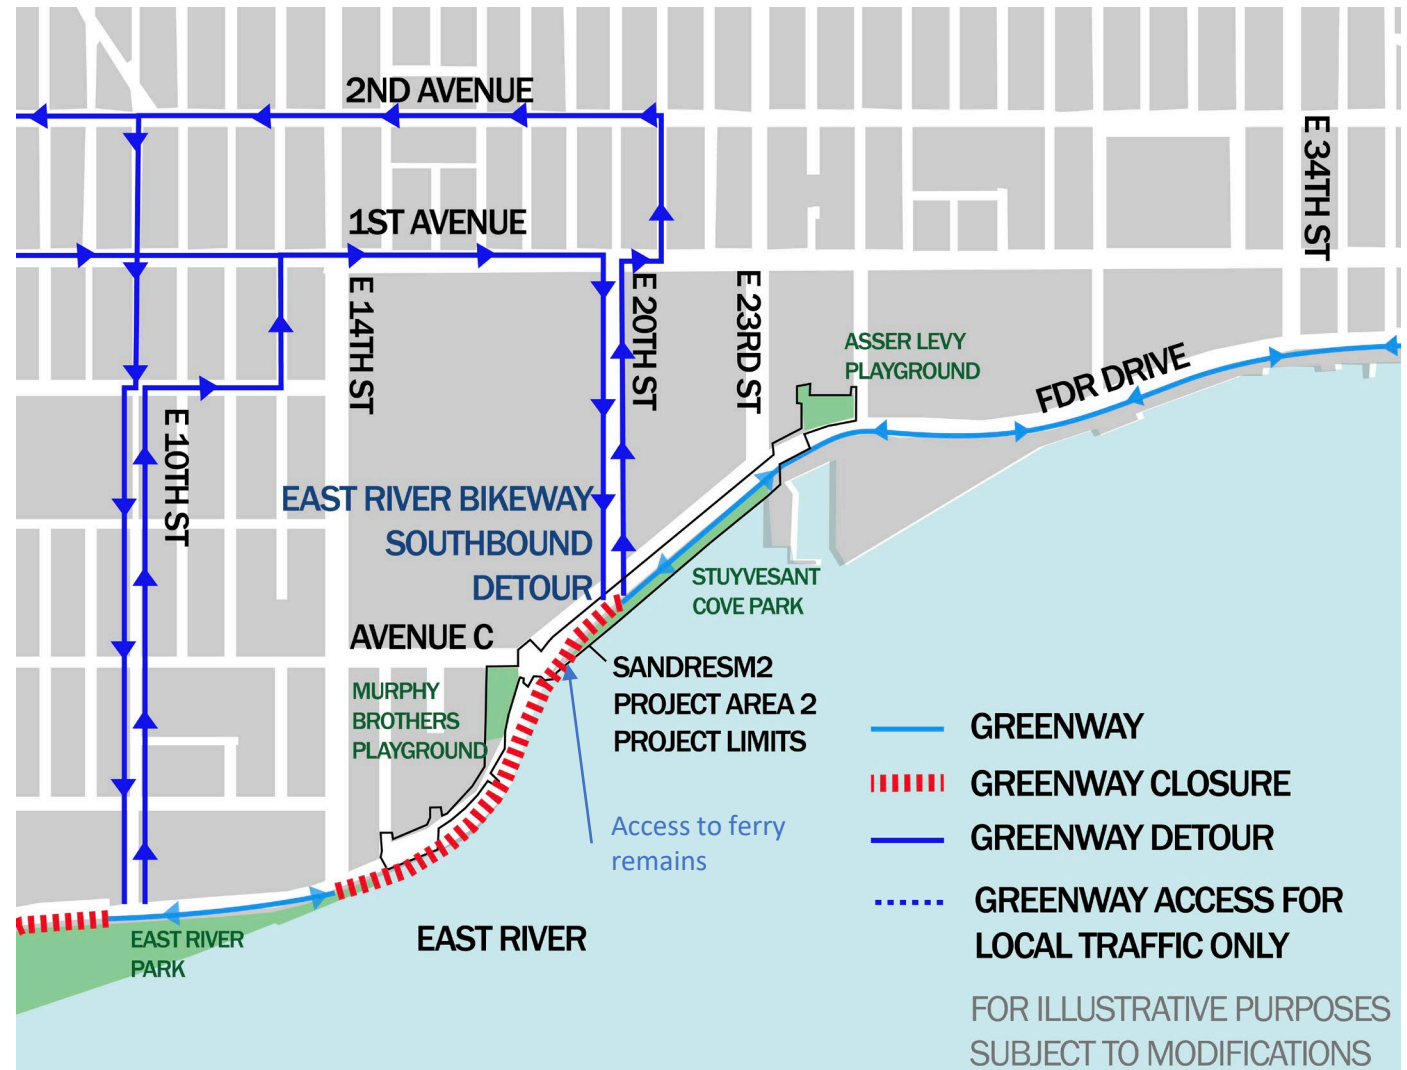 2ND AVENUE
1ST AVENUE
E 34TH ST
E 14TH ST
E 20TH ST
E 23RD ST
ASSER LEVY
PLAYGROUND
FDR DRIVE
E 10TH ST
EAST RIVER BIKEWAY
SOUTHBOUND
DETOUR
STUYVESANT
COVE PARK
AVENUE C
SANDRESM2
PROJECT AREA 2
PROJECT LIMITS
MURPHY
BROTHERS
PLAYGROUND
Access to ferry
remains
EAST RIVER
PARK
EAST RIVER
GREENWAY
GREENWAY CLOSURE
GREENWAY DETOUR
GREENWAY ACCESS FOR
LOCAL TRAFFIC ONLY
FOR ILLUSTRATIVE PURPOSES
SUBJECT TO MODIFICATIONS